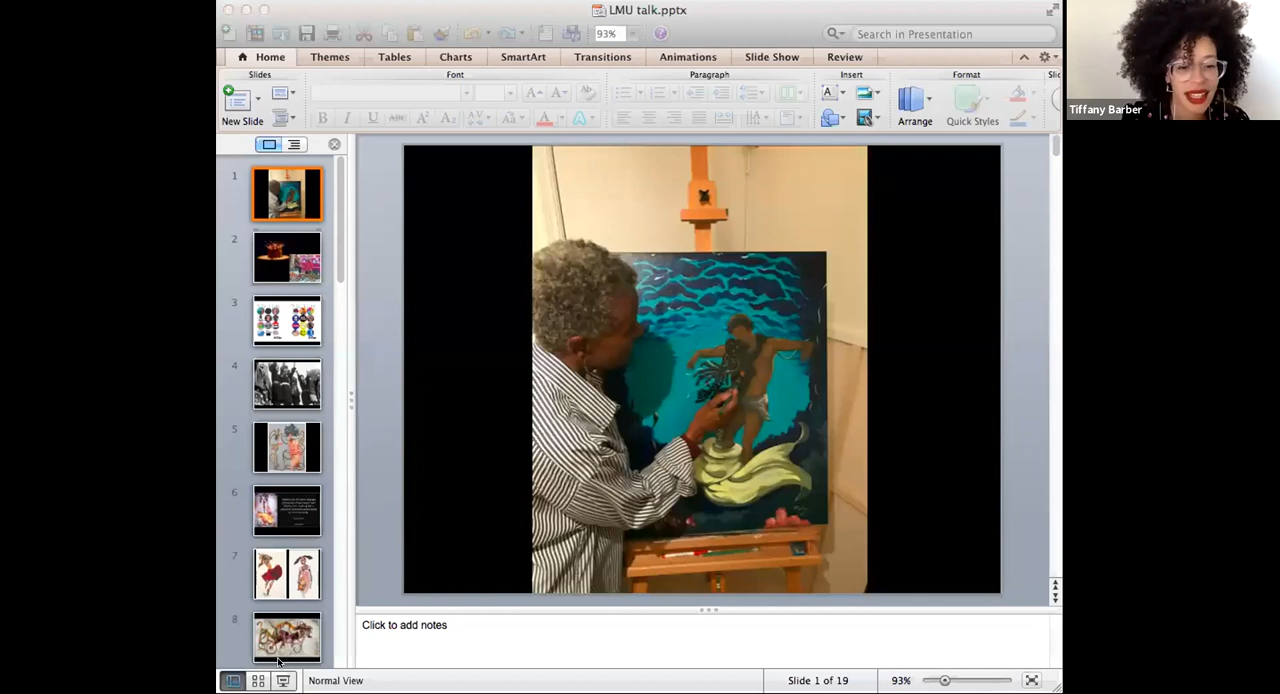 LMU talk.pptx
93%
Search in Presentation
Home Themes Tables Charts SmartArt Transitions Animations Slide Show Review
Slides Font Paragraph Insert Format
New Slide
Arrange
Quick Styles
1
2
3
4
5
6
7
8
Click to add notes
Normal View
Slide 1 of 19
93%
Tiffany Barber